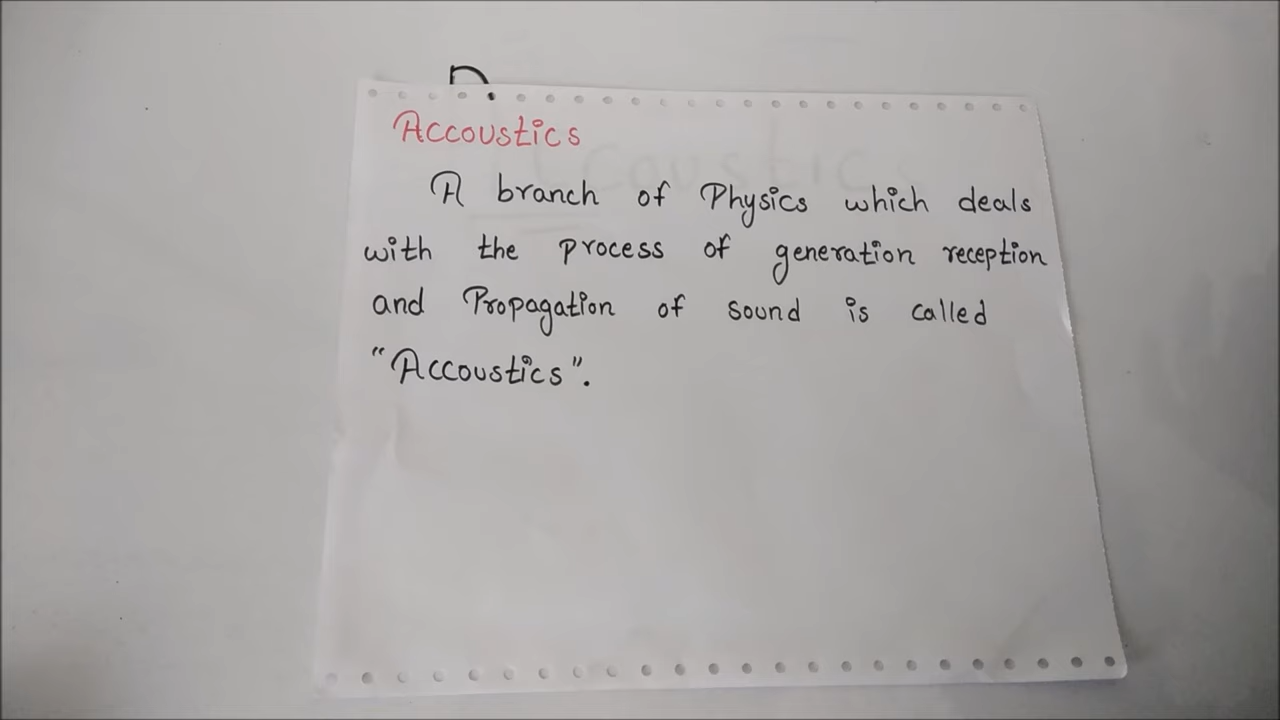 Accoustics
A branch of Physics which deals
with the process of generation reception
and Propagation of sound is called
"Accoustics".